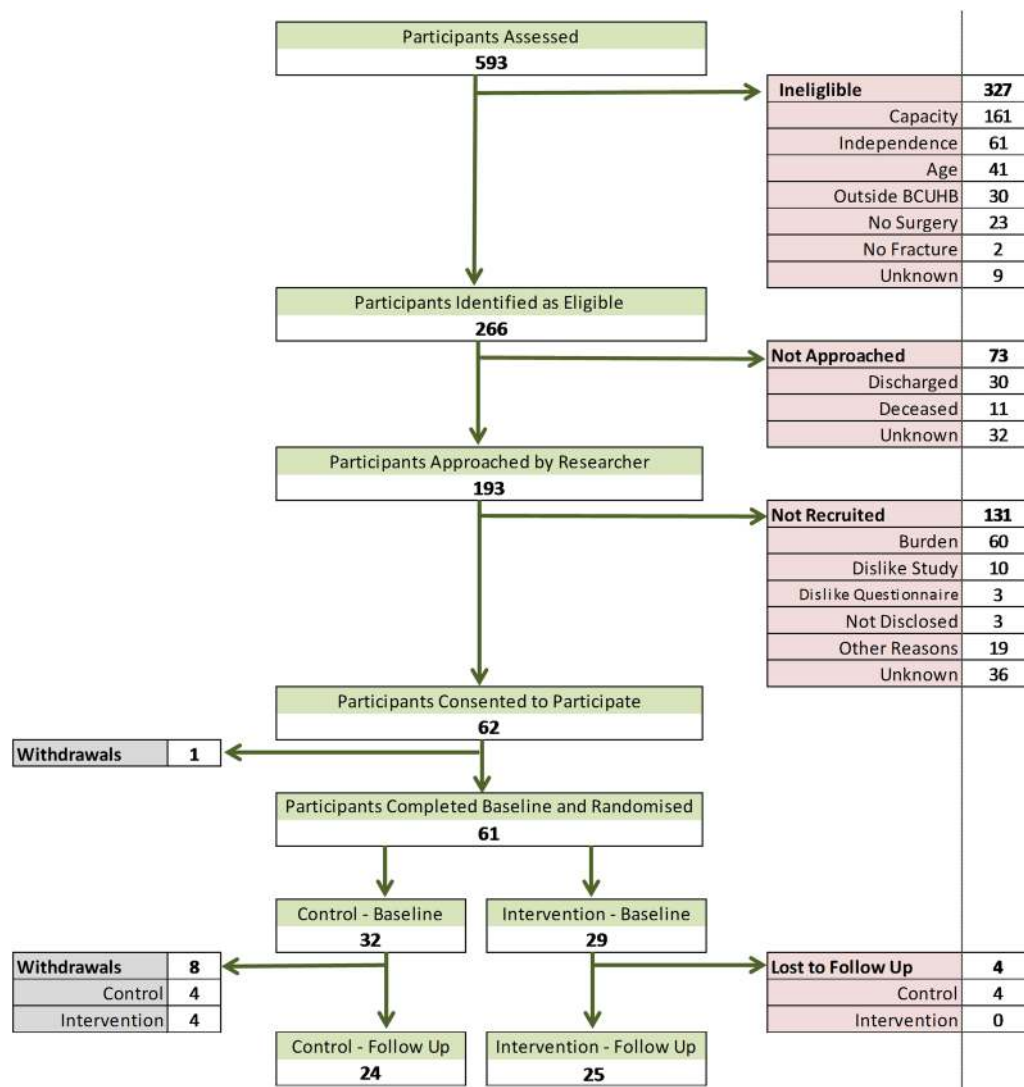 Participants Assessed
593
Ineliglible 327
Capacity 161
Independence 61
Age 41
Outside BCUHB 30
No Surgery 23
No Fracture 2
Unknown 9
Participants Identified as Eligible
266
Not Approached 73
Discharged 30
Deceased 11
Unknown 32
Participants Approached by Researcher
193
Not Recruited 131
Burden 60
Dislike Study 10
Dislike Questionnaire 3
Not Disclosed 3
Other Reasons 19
Unknown 36
Participants Consented to Participate
62
Withdrawals 1
Participants Completed Baseline and Randomised
61
Control - Baseline
32
Intervention - Baseline
29
Withdrawals 8
Control 4
Intervention 4
Lost to Follow Up 4
Control 4
Intervention 0
Control - Follow Up
24
Intervention - Follow Up
25